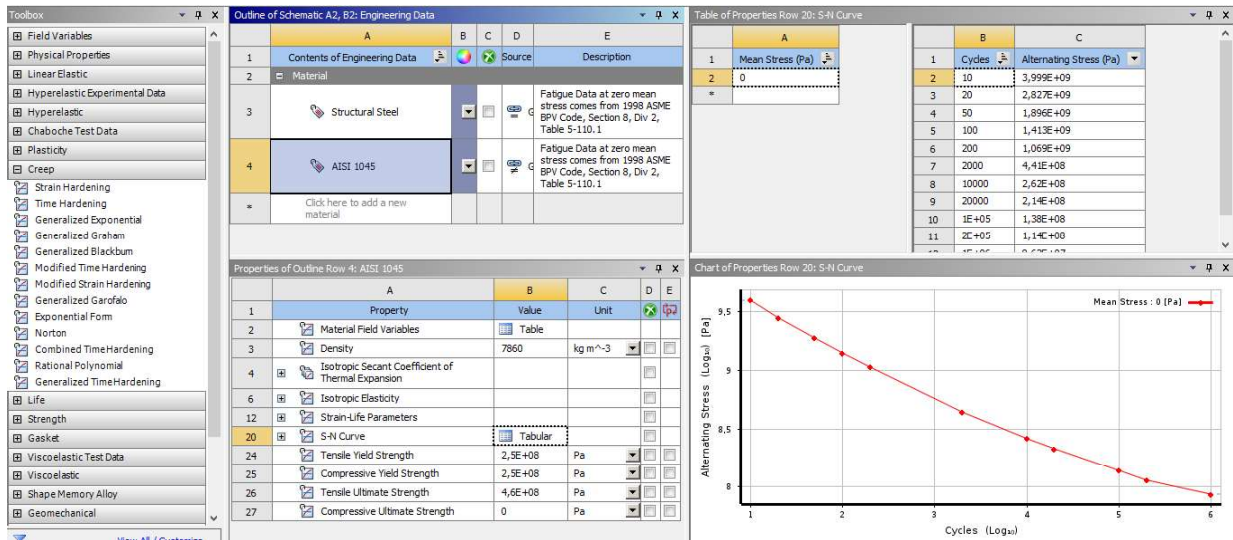 Toolbox
Field Variables
Physical Properties
Linear Elastic
Hyperelastic Experimental Data
Hyperelastic
Chaboche Test Data
Plasticity
Creep
Strain Hardening
Time Hardening
Generalized Exponential
Generalized Graham
Generalized Blackburn
Modified Time Hardening
Modified Strain Hardening
Generalized Garofalo
Exponential Form
Norton
Combined TimeHardening
Rational Polynomial
Generalized TimeHardening
Life
Strength
Gasket
Viscoelastic Test Data
Viscoelastic
Shape Memory Alloy
Geomechanical
View All / Customize
Outline of Schematic A2, B2: Engineering Data
A B C D E
1 Contents of Engineering Data Source Description
2 Material
3 Structural Steel
Fatigue Data at zero mean
stress comes from 1998 ASME
BPV Code, Section 8, Div 2,
Table 5-110.1
4 AISI 1045
Fatigue Data at zero mean
stress comes from 1998 ASME
BPV Code, Section 8, Div 2,
Table 5-110.1
* Click here to add a new
material
Properties of Outline Row 4: AISI 1045
A B C D E
1 Property Value Unit
2 Material Field Variables Table
3 Density 7860 kg m^-3
4 Isotropic Secant Coefficient of
Thermal Expansion
6 Isotropic Elasticity
12 Strain-Life Parameters
20 S-N Curve Tabular
24 Tensile Yield Strength 2,5E+08 Pa
25 Compressive Yield Strength 2,5E+08 Pa
26 Tensile Ultimate Strength 4,6E+08 Pa
27 Compressive Ultimate Strength 0 Pa
Table of Properties Row 20: S-N Curve
A
1 Mean Stress (Pa)
2 0
*
B C
1 Cycles Alternating Stress (Pa)
2 10 3,999E+09
3 20 2,827E+09
4 50 1,896E+09
5 100 1,413E+09
6 200 1,069E+09
7 2000 4,41E+08
8 10000 2,62E+08
9 20000 2,14E+08
10 1E+05 1,38E+08
11 2E+05 1,14E+08
Chart of Properties Row 20: S-N Curve
Mean Stress : 0 [Pa]
9,5
9
8,5
8
Alternating Stress (Log₁₀) [Pa]
1 2 3 4 5 6
Cycles (Log₁₀)